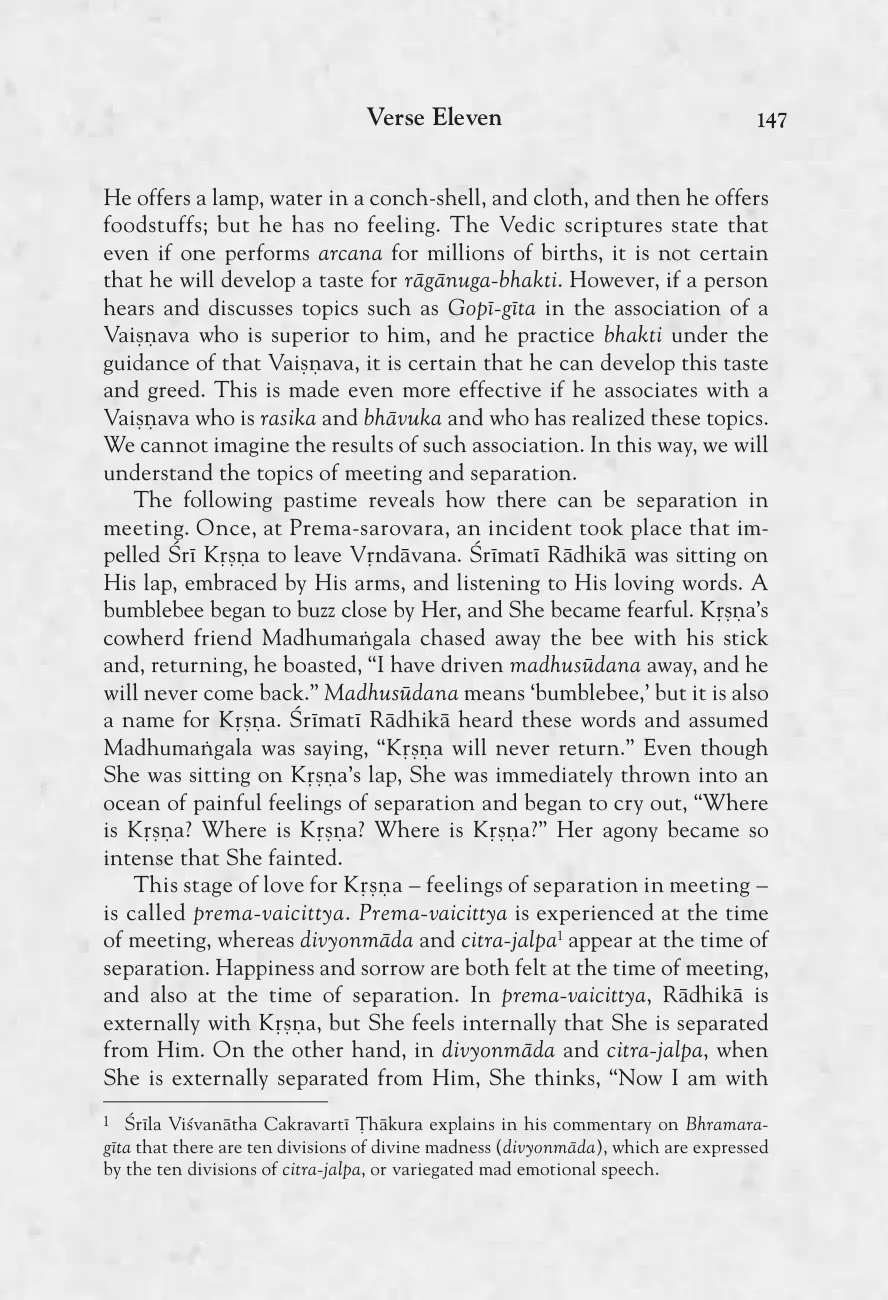 Verse Eleven
147
He offers a lamp, water in a conch-shell, and cloth, and then he offers
foodstuffs; but he has no feeling. The Vedic scriptures state that
even if one performs arcana for millions of births, it is not certain
that he will develop a taste for rāgānuga-bhakti. However, if a person
hears and discusses topics such as Gopī-gīta in the association of a
Vaiṣṇava who is superior to him, and he practice bhakti under the
guidance of that Vaiṣṇava, it is certain that he can develop this taste
and greed. This is made even more effective if he associates with a
Vaiṣṇava who is rasika and bhāvuka and who has realized these topics.
We cannot imagine the results of such association. In this way, we will
understand the topics of meeting and separation.
The following pastime reveals how there can be separation in
meeting. Once, at Prema-sarovara, an incident took place that im-
pelled Śrī Kṛṣṇa to leave Vṛndāvana. Śrīmatī Rādhikā was sitting on
His lap, embraced by His arms, and listening to His loving words. A
bumblebee began to buzz close by Her, and She became fearful. Kṛṣṇa’s
cowherd friend Madhumaṅgala chased away the bee with his stick
and, returning, he boasted, “I have driven madhusūdana away, and he
will never come back.” Madhusūdana means ‘bumblebee,’ but it is also
a name for Kṛṣṇa. Śrīmatī Rādhikā heard these words and assumed
Madhumaṅgala was saying, “Kṛṣṇa will never return.” Even though
She was sitting on Kṛṣṇa’s lap, She was immediately thrown into an
ocean of painful feelings of separation and began to cry out, “Where
is Kṛṣṇa? Where is Kṛṣṇa? Where is Kṛṣṇa?” Her agony became so
intense that She fainted.
This stage of love for Kṛṣṇa – feelings of separation in meeting –
is called prema-vaicittya. Prema-vaicittya is experienced at the time
of meeting, whereas divyonmāda and citra-jalpa¹ appear at the time of
separation. Happiness and sorrow are both felt at the time of meeting,
and also at the time of separation. In prema-vaicittya, Rādhikā is
externally with Kṛṣṇa, but She feels internally that She is separated
from Him. On the other hand, in divyonmāda and citra-jalpa, when
She is externally separated from Him, She thinks, “Now I am with
1 Śrīla Viśvanātha Cakravartī Ṭhākura explains in his commentary on Bhramara-
gīta that there are ten divisions of divine madness (divyonmāda), which are expressed
by the ten divisions of citra-jalpa, or variegated mad emotional speech.